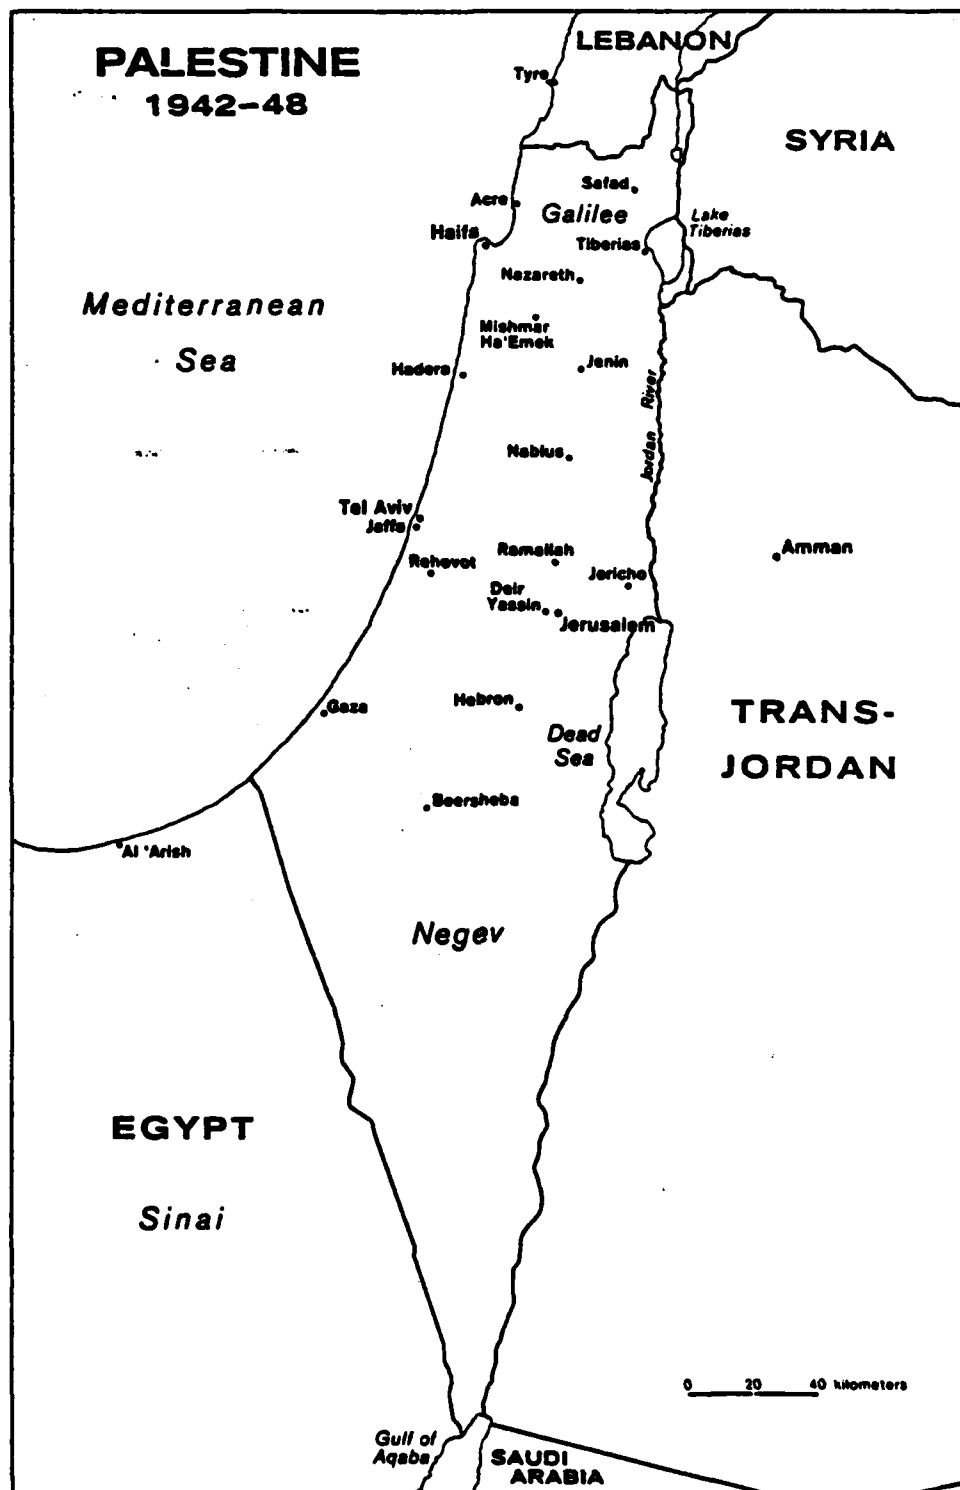 PALESTINE
1942-48
LEBANON
Tyre
SYRIA
Safad
Acre
Galilee
Lake
Tiberias
Haifa
Tiberias
Nazareth
Mediterranean
Sea
Mishmar
Ha'Emek
Hadera
Jenin
Jordan River
Nablus
Tel Aviv
Jaffa
Ramallah
Amman
Rehovot
Jericho
Deir
Yassin
Jerusalem
Gaza
Hebron
Dead
Sea
TRANS-
JORDAN
Beersheba
Al 'Arish
Negev
EGYPT
Sinai
0 20 40 kilometers
Gulf of
Aqaba
SAUDI
ARABIA